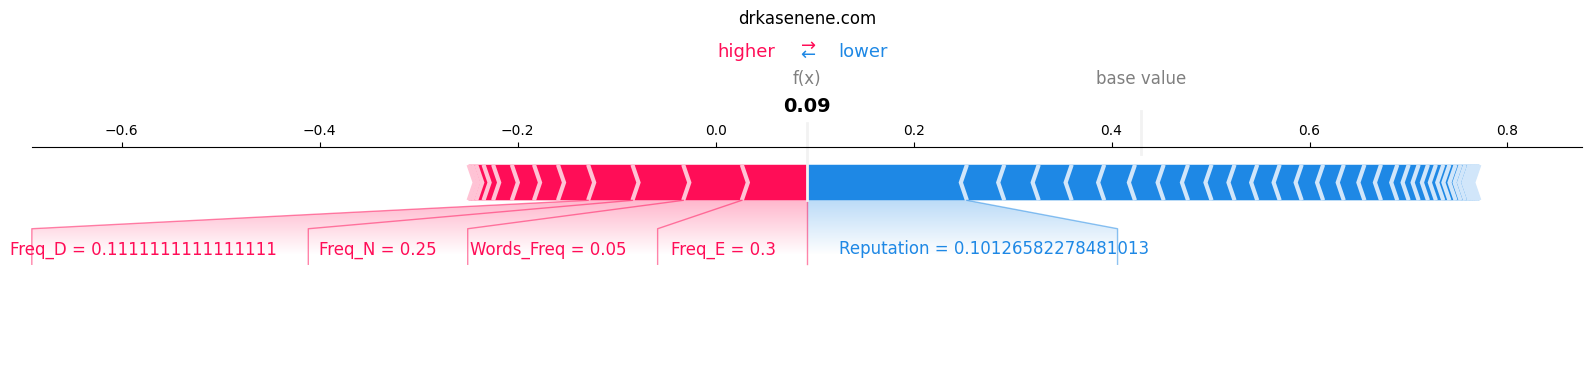 drkasenene.com
higher ⇄ lower
f(x) base value
0.09
−0.6 −0.4 −0.2 0.0 0.2 0.4 0.6 0.8
Freq_D = 0.1111111111111111 Freq_N = 0.25 Words_Freq = 0.05 Freq_E = 0.3 Reputation = 0.10126582278481013